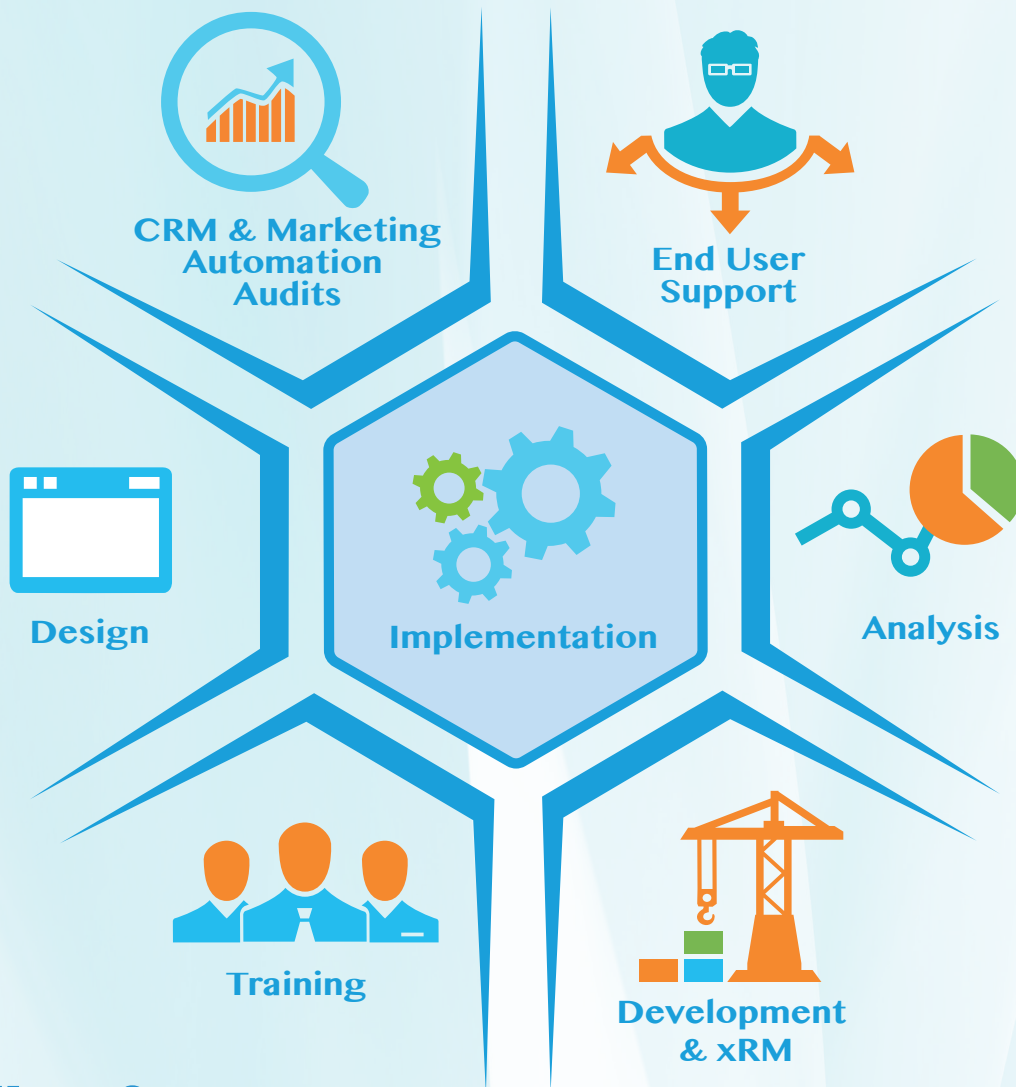 CRM & Marketing
Automation
Audits
End User
Support
Design
Implementation
Analysis
Training
Development
& xRM